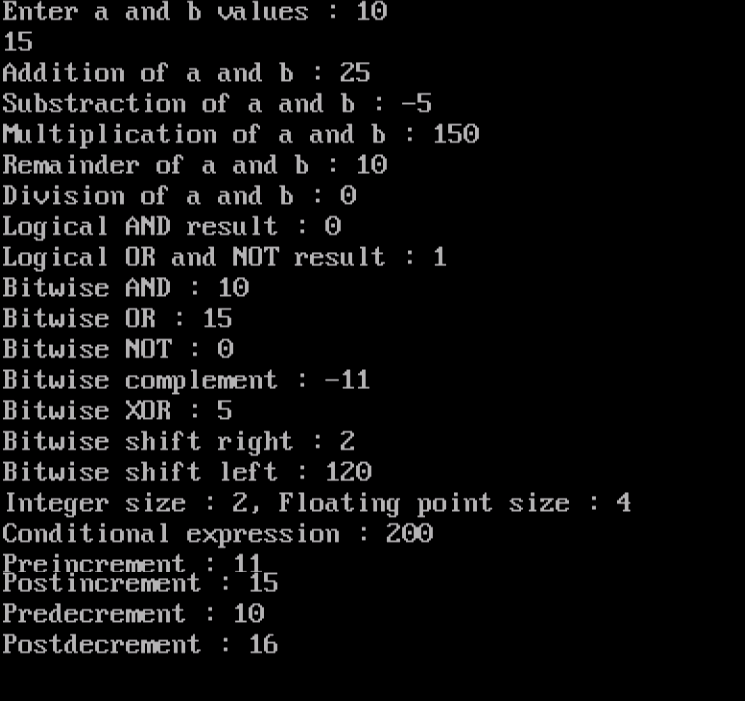 Enter a and b values : 10
15
Addition of a and b : 25
Substraction of a and b : -5
Multiplication of a and b : 150
Remainder of a and b : 10
Division of a and b : 0
Logical AND result : 0
Logical OR and NOT result : 1
Bitwise AND : 10
Bitwise OR : 15
Bitwise NOT : 0
Bitwise complement : -11
Bitwise XOR : 5
Bitwise shift right : 2
Bitwise shift left : 120
Integer size : 2, Floating point size : 4
Conditional expression : 200
Preincrement : 11
Postincrement : 15
Predecrement : 10
Postdecrement : 16